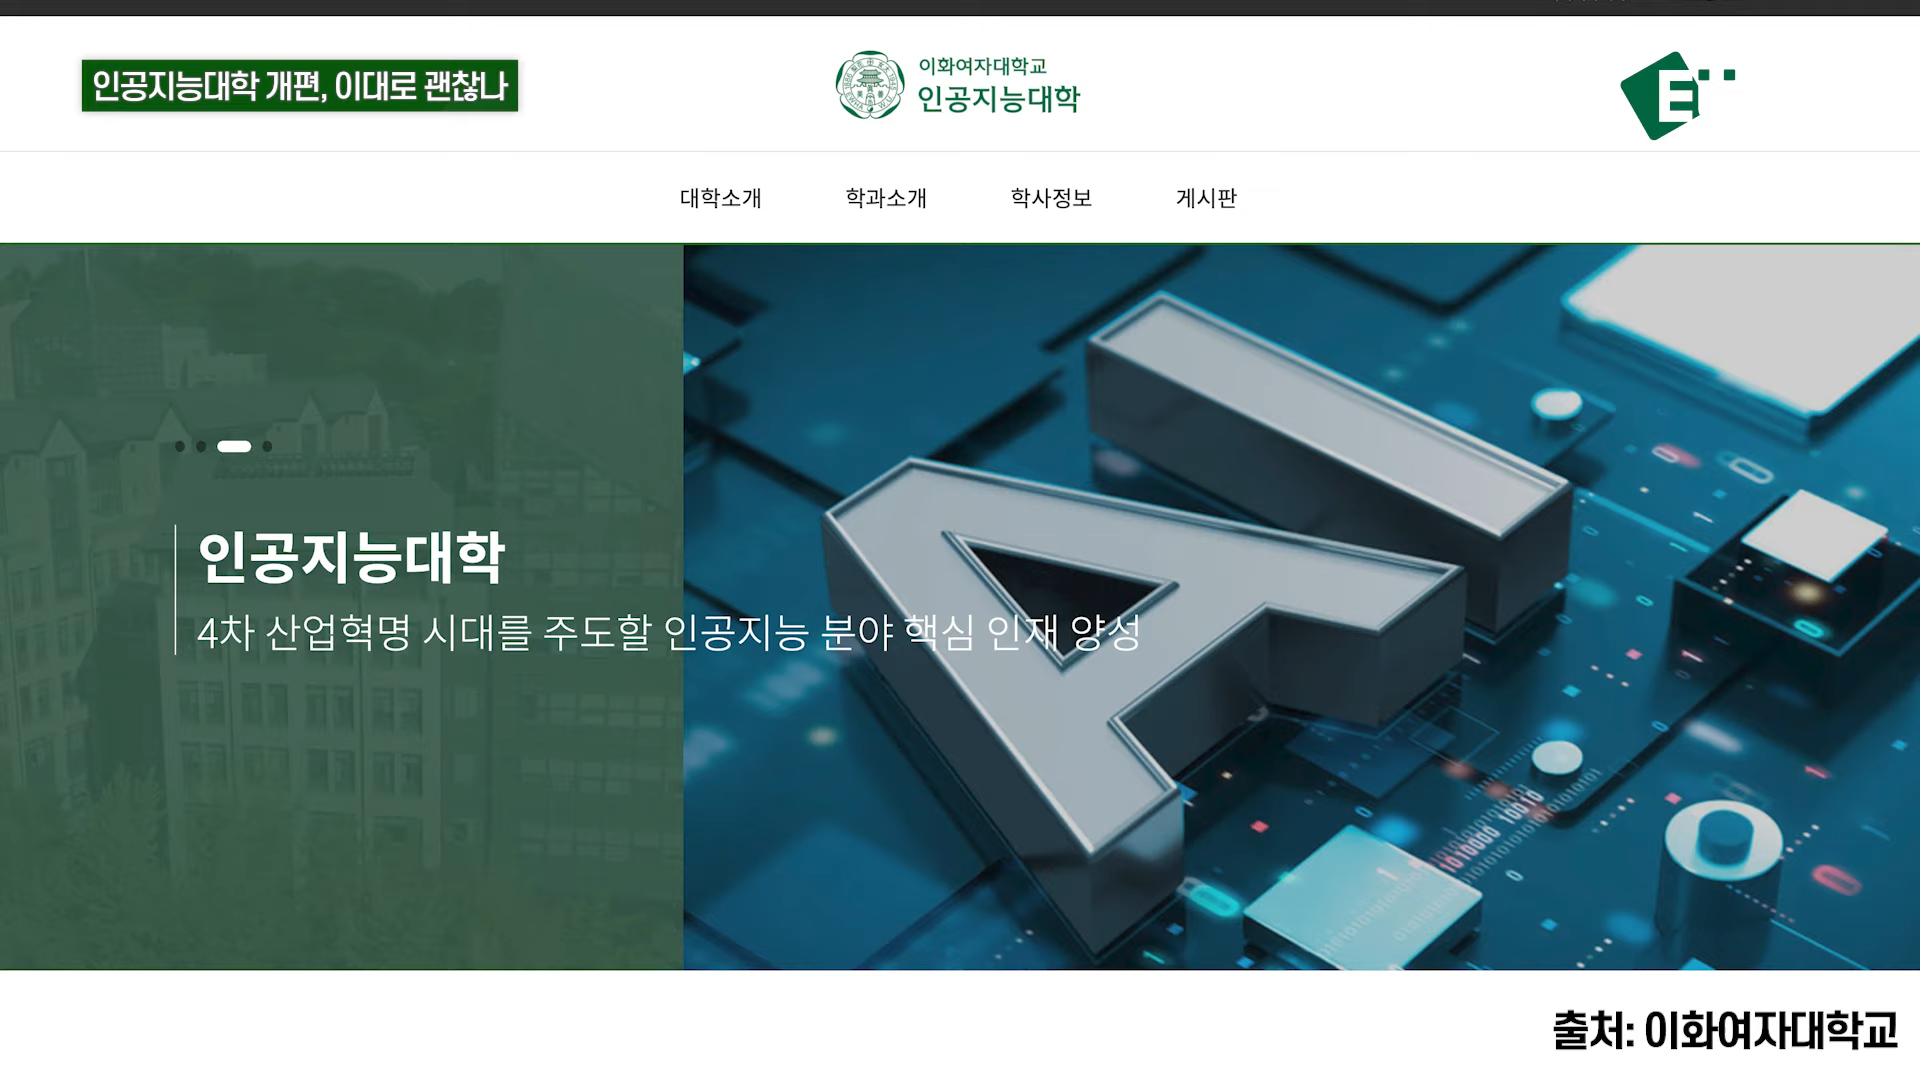 인공지능대학 개편, 이대로 괜찮나
이화여자대학교
인공지능대학
E
대학소개
학과소개
학사정보
게시판
AI
인공지능대학
4차 산업혁명 시대를 주도할 인공지능 분야 핵심 인재 양성
출처: 이화여자대학교